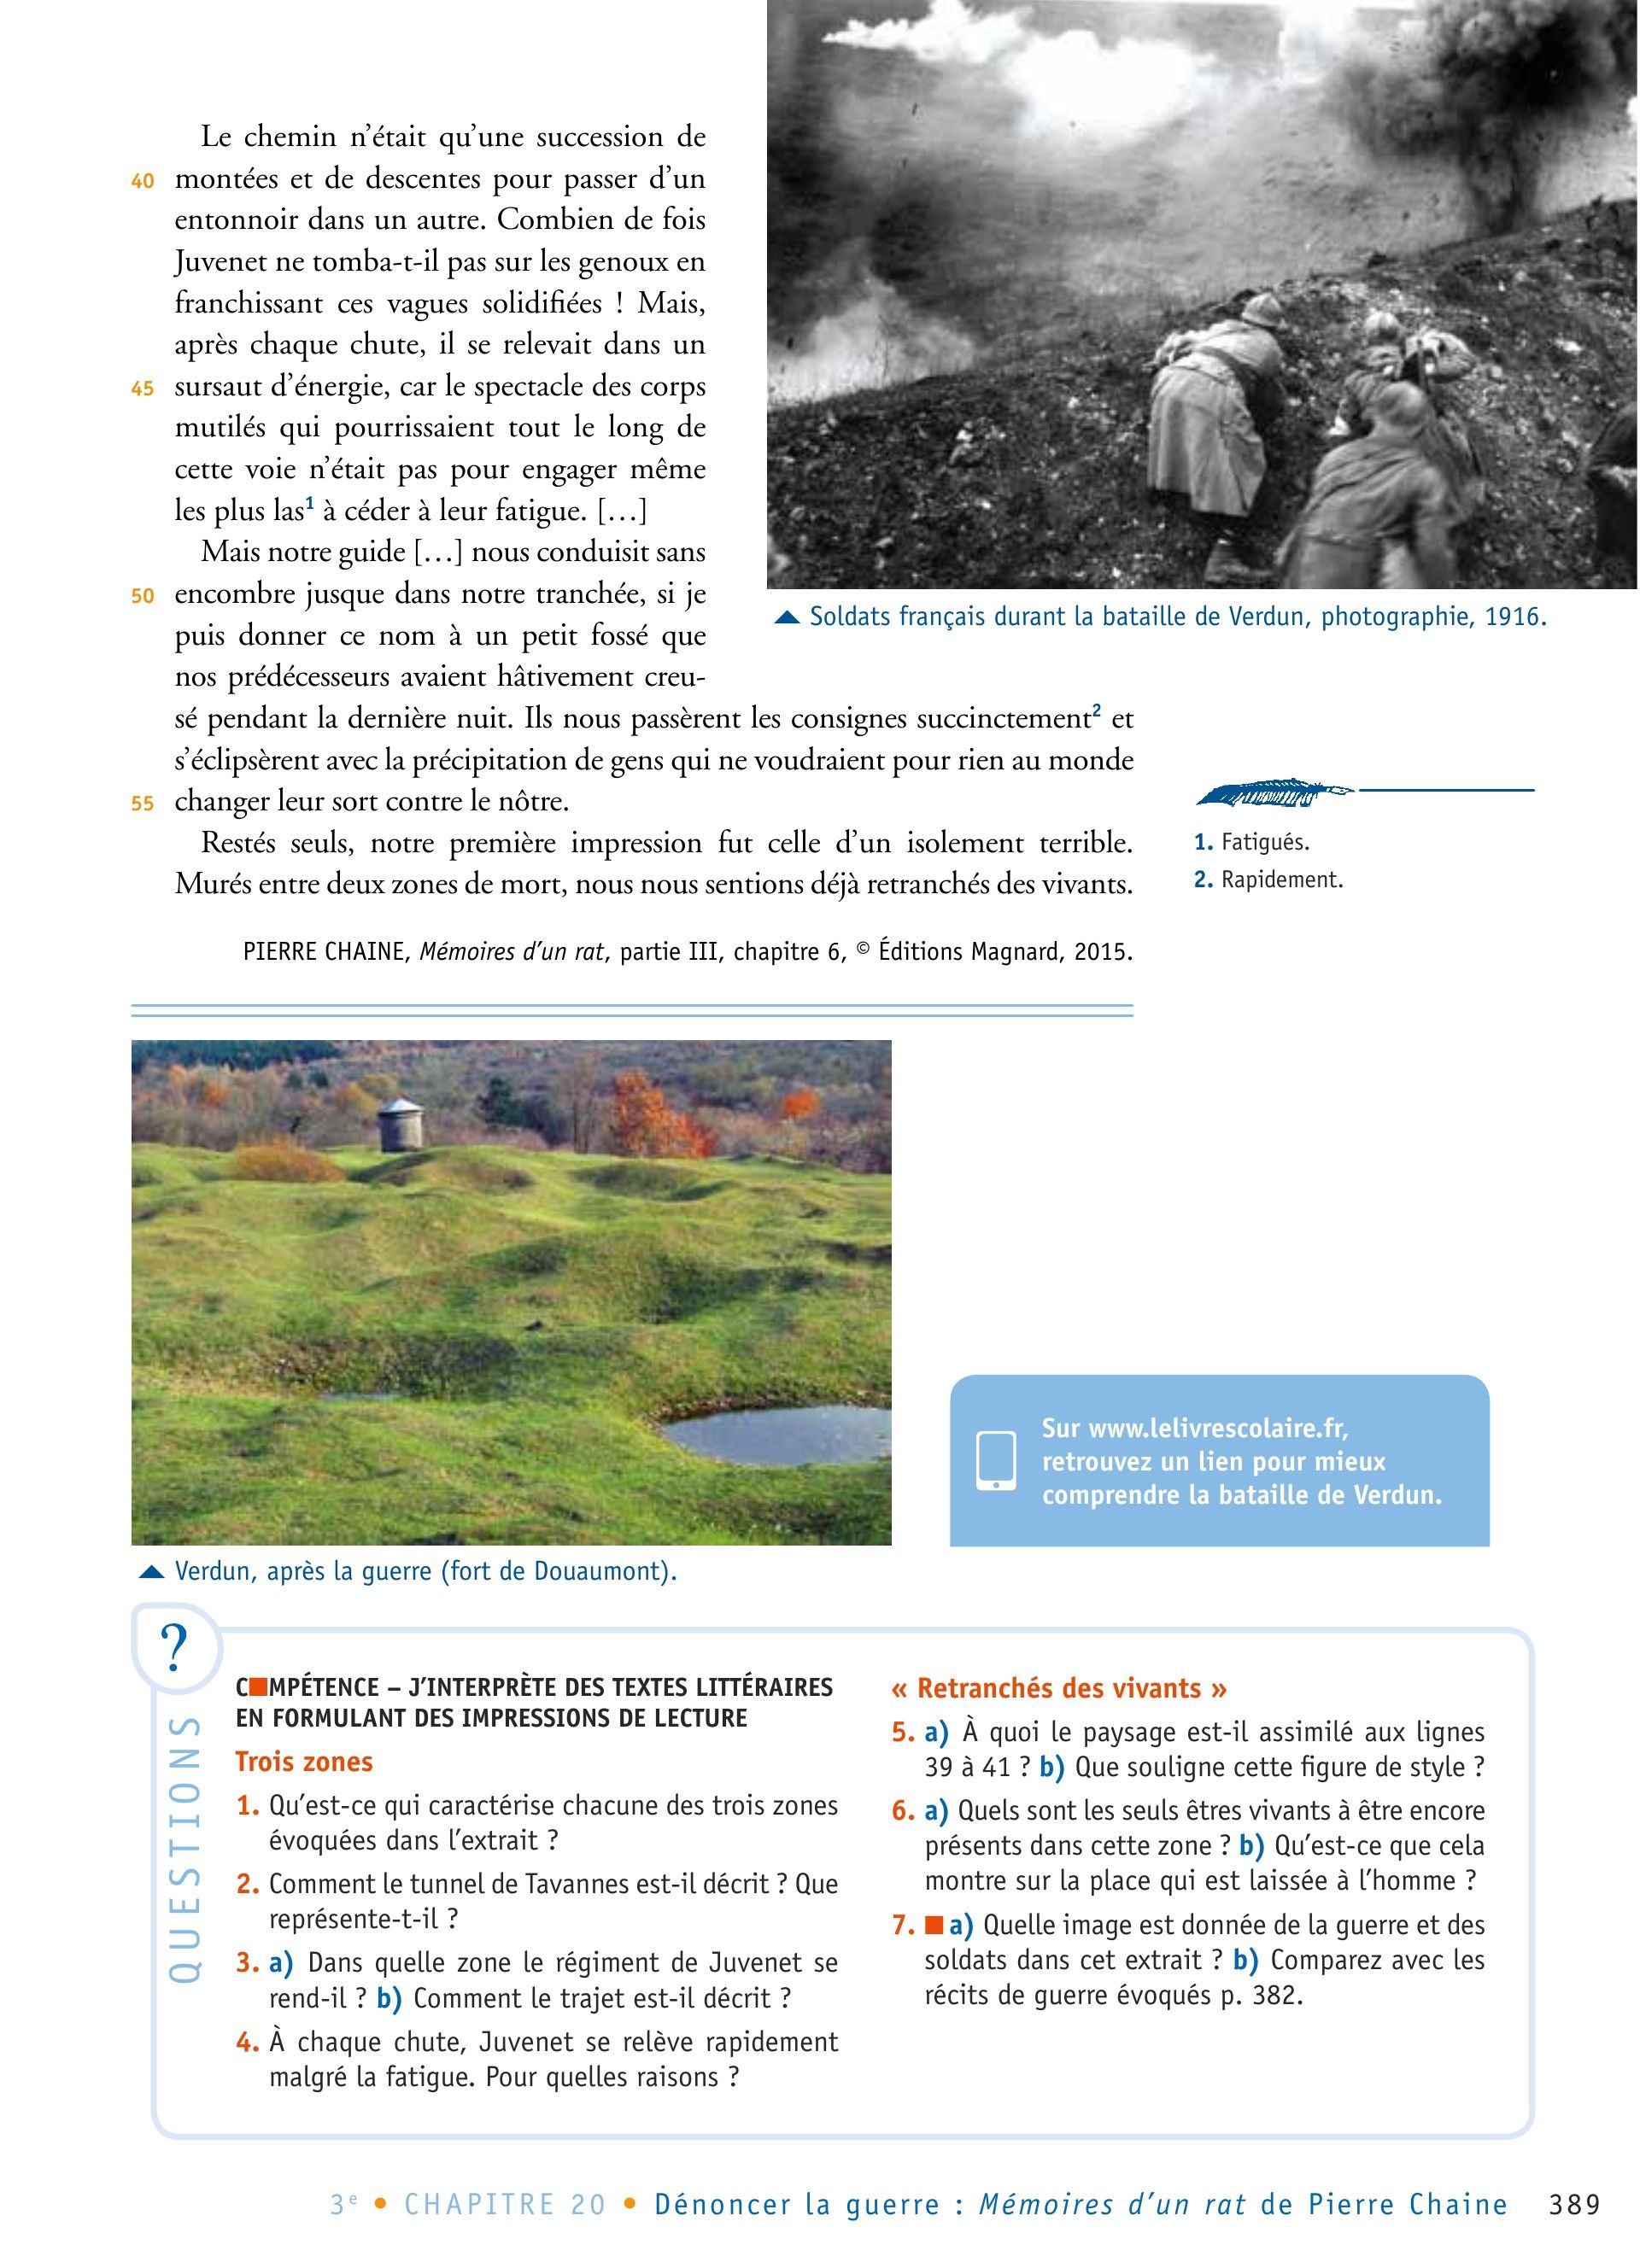 Le chemin n’était qu’une succession de
40 montées et de descentes pour passer d’un
entonnoir dans un autre. Combien de fois
Juvenet ne tomba-t-il pas sur les genoux en
franchissant ces vagues solidifiées ! Mais,
après chaque chute, il se relevait dans un
45 sursaut d’énergie, car le spectacle des corps
mutilés qui pourrissaient tout le long de
cette voie n’était pas pour engager même
les plus las1 à céder à leur fatigue. […]
Mais notre guide […] nous conduisit sans
50 encombre jusque dans notre tranchée, si je
puis donner ce nom à un petit fossé que
nos prédécesseurs avaient hâtivement creu-
sé pendant la dernière nuit. Ils nous passèrent les consignes succinctement2 et
s’éclipsèrent avec la précipitation de gens qui ne voudraient pour rien au monde
55 changer leur sort contre le nôtre.
Restés seuls, notre première impression fut celle d’un isolement terrible.
Murés entre deux zones de mort, nous nous sentions déjà retranchés des vivants.
PIERRE CHAINE, Mémoires d’un rat, partie III, chapitre 6, © Éditions Magnard, 2015.
Soldats français durant la bataille de Verdun, photographie, 1916.
1. Fatigués.
2. Rapidement.
Verdun, après la guerre (fort de Douaumont).
Sur www.lelivrescolaire.fr,
retrouvez un lien pour mieux
comprendre la bataille de Verdun.
?
QUESTIONS
C■MPÉTENCE – J’INTERPRÈTE DES TEXTES LITTÉRAIRES
EN FORMULANT DES IMPRESSIONS DE LECTURE
Trois zones
1. Qu’est-ce qui caractérise chacune des trois zones
évoquées dans l’extrait ?
2. Comment le tunnel de Tavannes est-il décrit ? Que
représente-t-il ?
3. a) Dans quelle zone le régiment de Juvenet se
rend-il ? b) Comment le trajet est-il décrit ?
4. À chaque chute, Juvenet se relève rapidement
malgré la fatigue. Pour quelles raisons ?
« Retranchés des vivants »
5. a) À quoi le paysage est-il assimilé aux lignes
39 à 41 ? b) Que souligne cette figure de style ?
6. a) Quels sont les seuls êtres vivants à être encore
présents dans cette zone ? b) Qu’est-ce que cela
montre sur la place qui est laissée à l’homme ?
7. ■ a) Quelle image est donnée de la guerre et des
soldats dans cet extrait ? b) Comparez avec les
récits de guerre évoqués p. 382.
3e • CHAPITRE 20 • Dénoncer la guerre : Mémoires d’un rat de Pierre Chaine 389